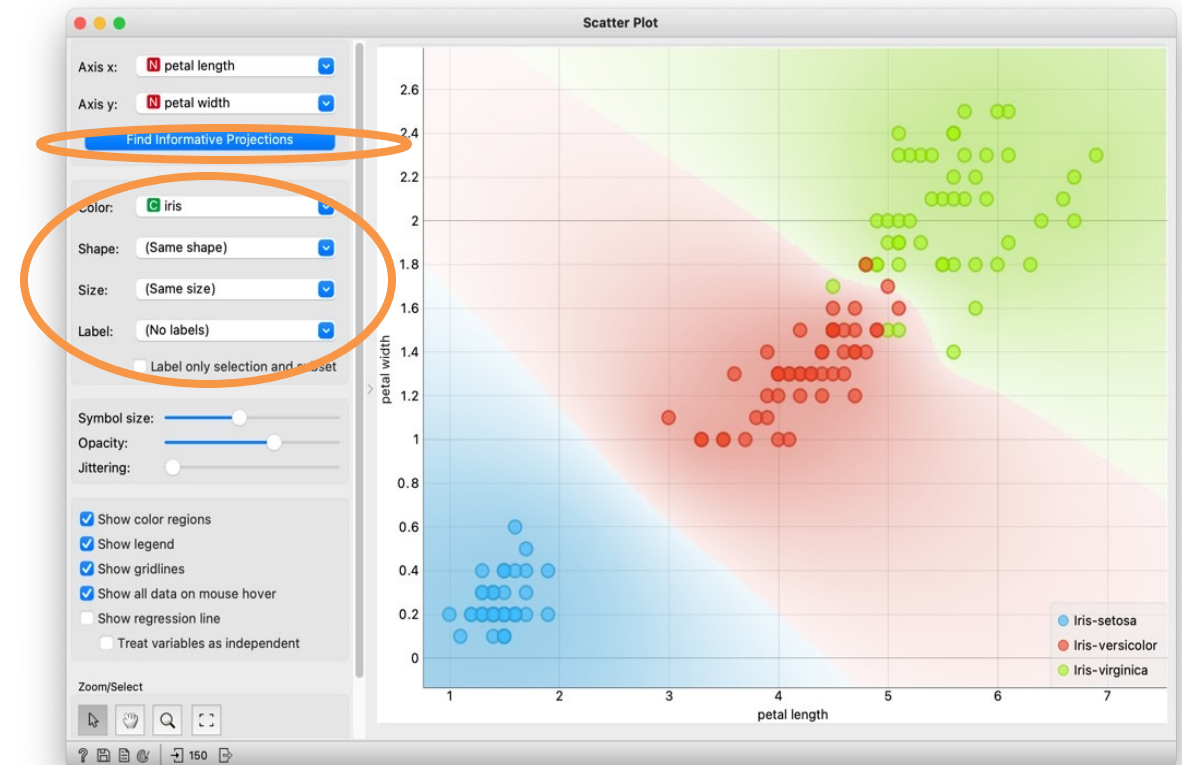 Scatter Plot
Axis x: N petal length
Axis y: N petal width
Find Informative Projections
Color: C iris
Shape: (Same shape)
Size: (Same size)
Label: (No labels)
Label only selection and subset
Symbol size:
Opacity:
Jittering:
Show color regions
Show legend
Show gridlines
Show all data on mouse hover
Show regression line
Treat variables as independent
Zoom/Select
? 150
2.6
2.4
2.2
2
1.8
1.6
1.4
1.2
1
0.8
0.6
0.4
0.2
0
petal width
1 2 3 4 5 6 7
petal length
Iris-setosa
Iris-versicolor
Iris-virginica